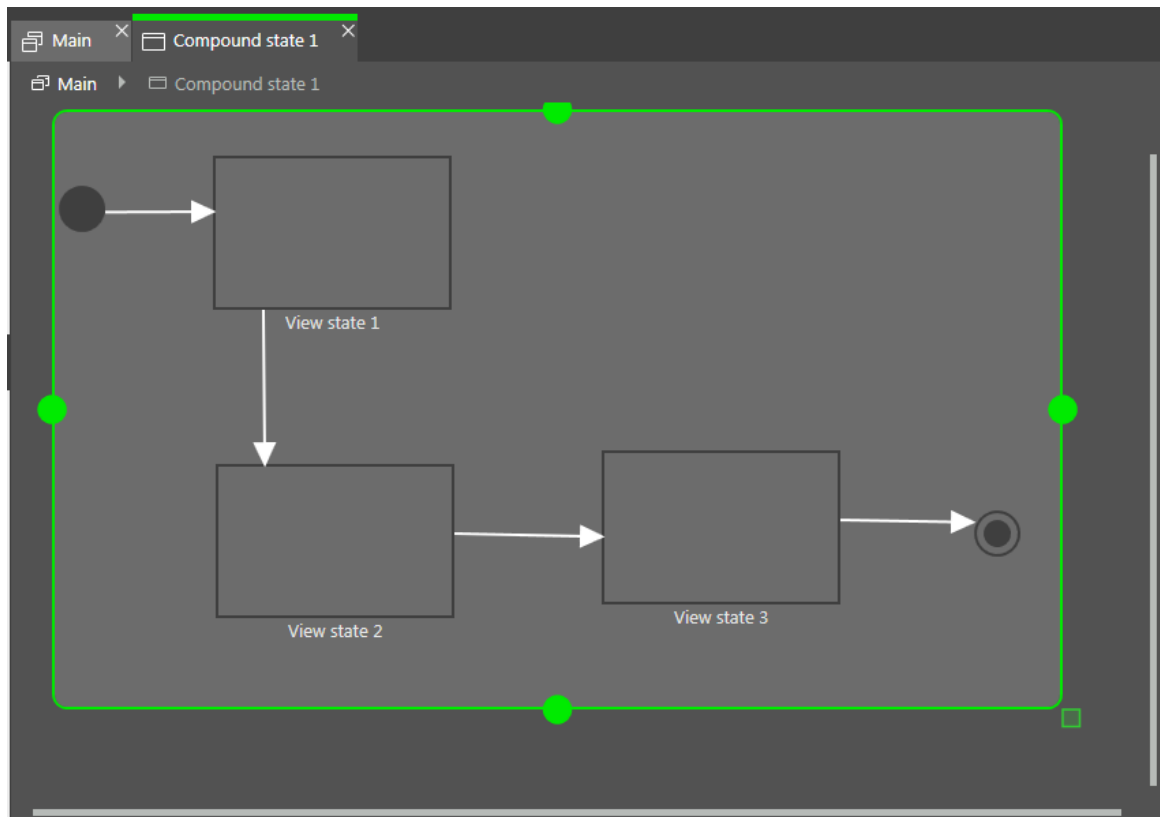 Main
Compound state 1
Main
Compound state 1
View state 1
View state 2
View state 3